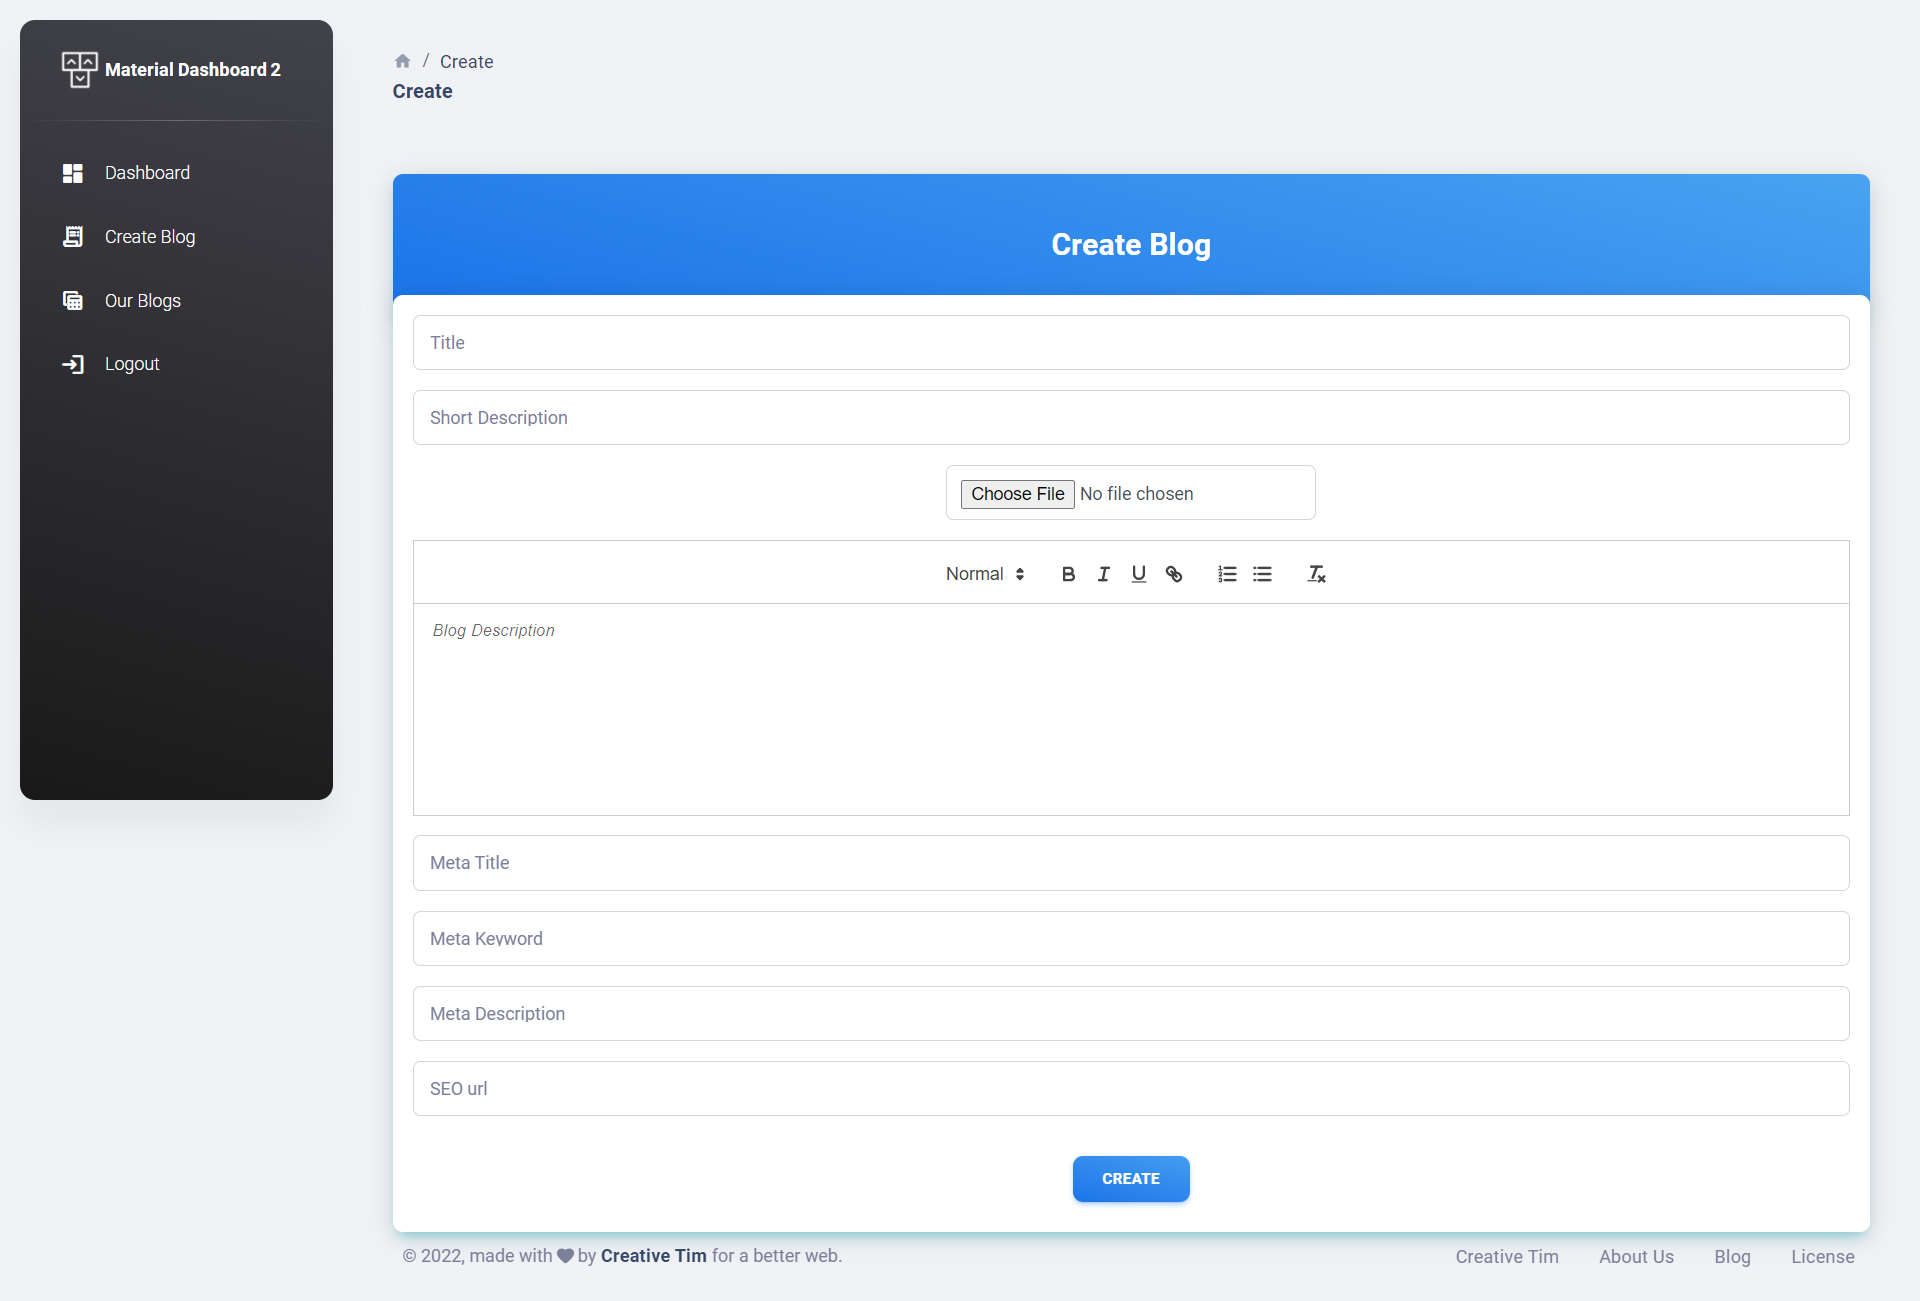 Material Dashboard 2
Dashboard
Create Blog
Our Blogs
Logout
/ Create
Create
Create Blog
Title
Short Description
Choose File No file chosen
Normal
Blog Description
Meta Title
Meta Keyword
Meta Description
SEO url
CREATE
© 2022, made with by Creative Tim for a better web.
Creative Tim About Us Blog License